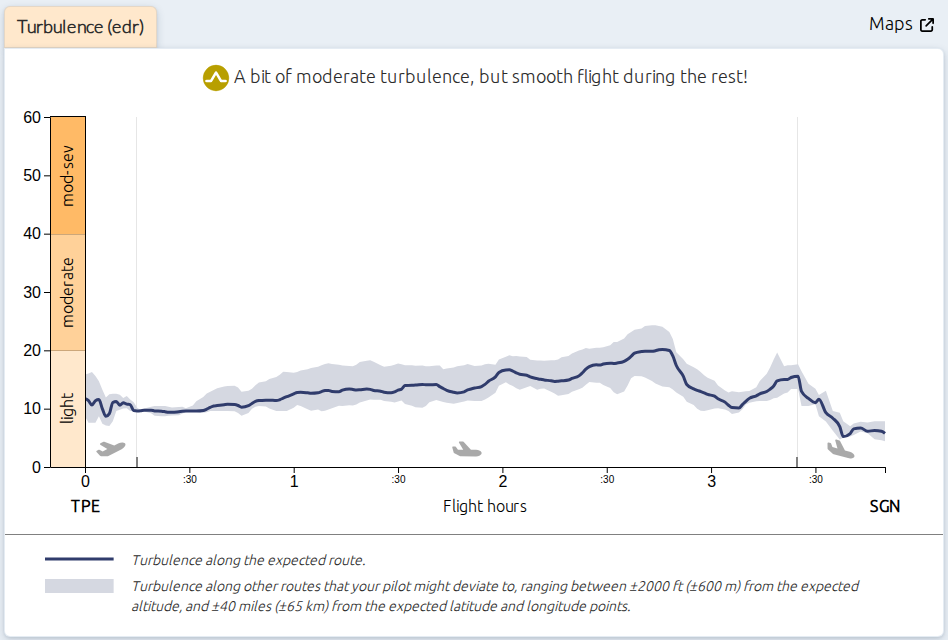 Turbulence (edr)
Maps
A bit of moderate turbulence, but smooth flight during the rest!
60
50
40
30
20
10
0
mod-sev
moderate
light
0 :30 1 :30 2 :30 3 :30
TPE Flight hours SGN
Turbulence along the expected route.
Turbulence along other routes that your pilot might deviate to, ranging between ±2000 ft (±600 m) from the expected
altitude, and ±40 miles (±65 km) from the expected latitude and longitude points.